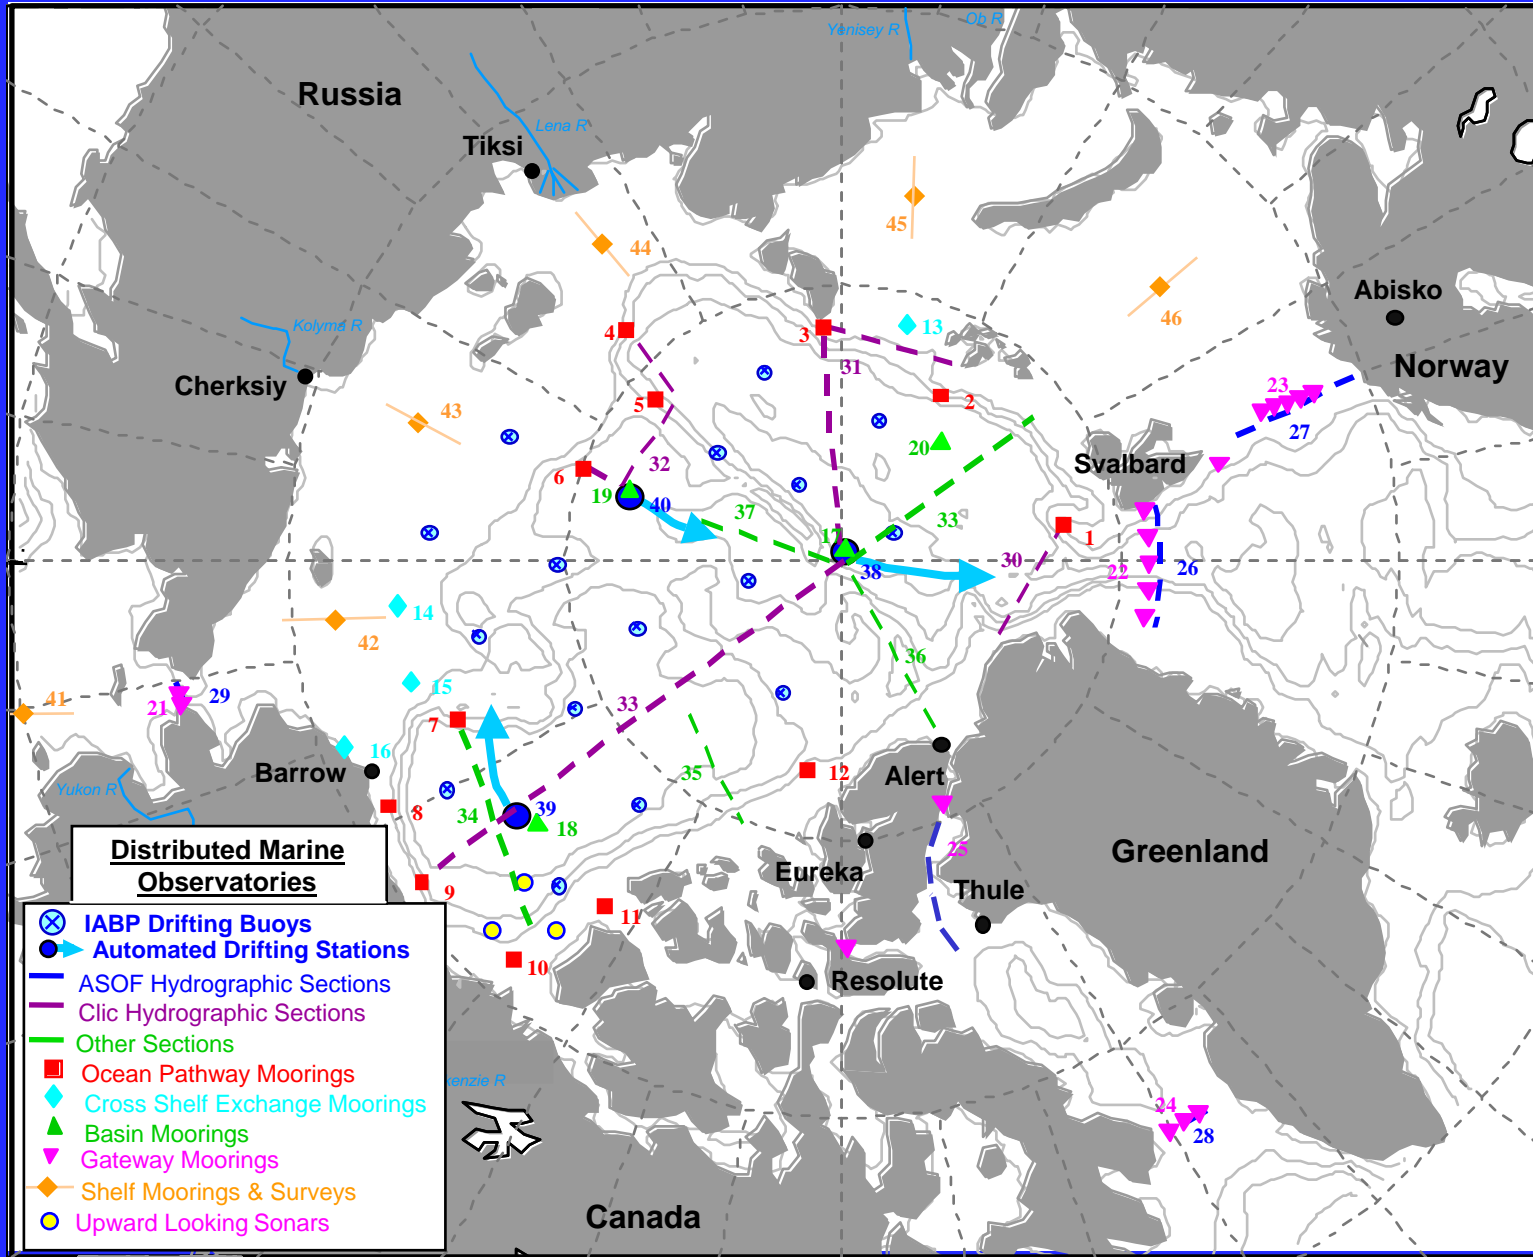 Yenisey R
Ob R
Russia
Lena R
Tiksi
45
44
46
Abisko
Kolyma R
4
3
13
31
Norway
Cherksiy
5
2
23
43
27
20
32
Svalbard
6
19
40
37
33
17
1
30
38
22
26
14
42
36
15
41
29
21
33
7
16
Barrow
35
12
Alert
Yukon R
8
34
39
18
25
Greenland
Eureka
Thule
9
11
10
Resolute
Distributed Marine
Observatories
IABP Drifting Buoys
Automated Drifting Stations
ASOF Hydrographic Sections
Clic Hydrographic Sections
Other Sections
Ocean Pathway Moorings
Cross Shelf Exchange Moorings
Basin Moorings
Gateway Moorings
Shelf Moorings & Surveys
Upward Looking Sonars
kenzie R
24
28
Canada